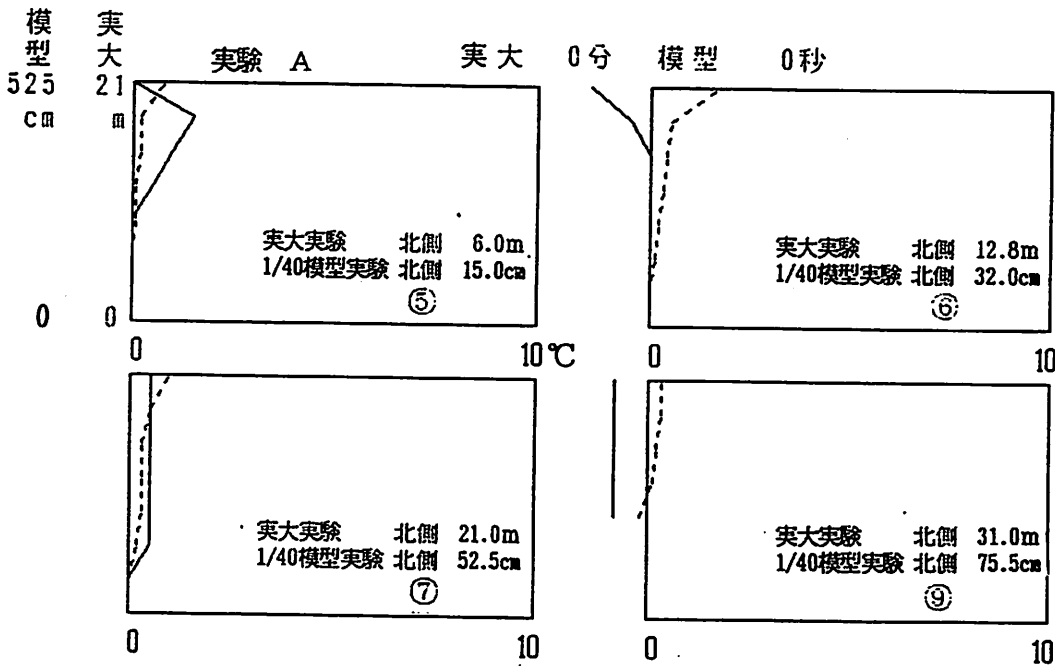 模型 実大
実験 A 実大 0分 模型 0秒
525 21
cm m
実大実験 北側 6.0m
1/40模型実験 北側 15.0cm
⑤
実大実験 北側 12.8m
1/40模型実験 北側 32.0cm
⑥
0 0
0 10℃ 0 10
実大実験 北側 21.0m
1/40模型実験 北側 52.5cm
⑦
実大実験 北側 31.0m
1/40模型実験 北側 75.5cm
⑨
0 10 0 10